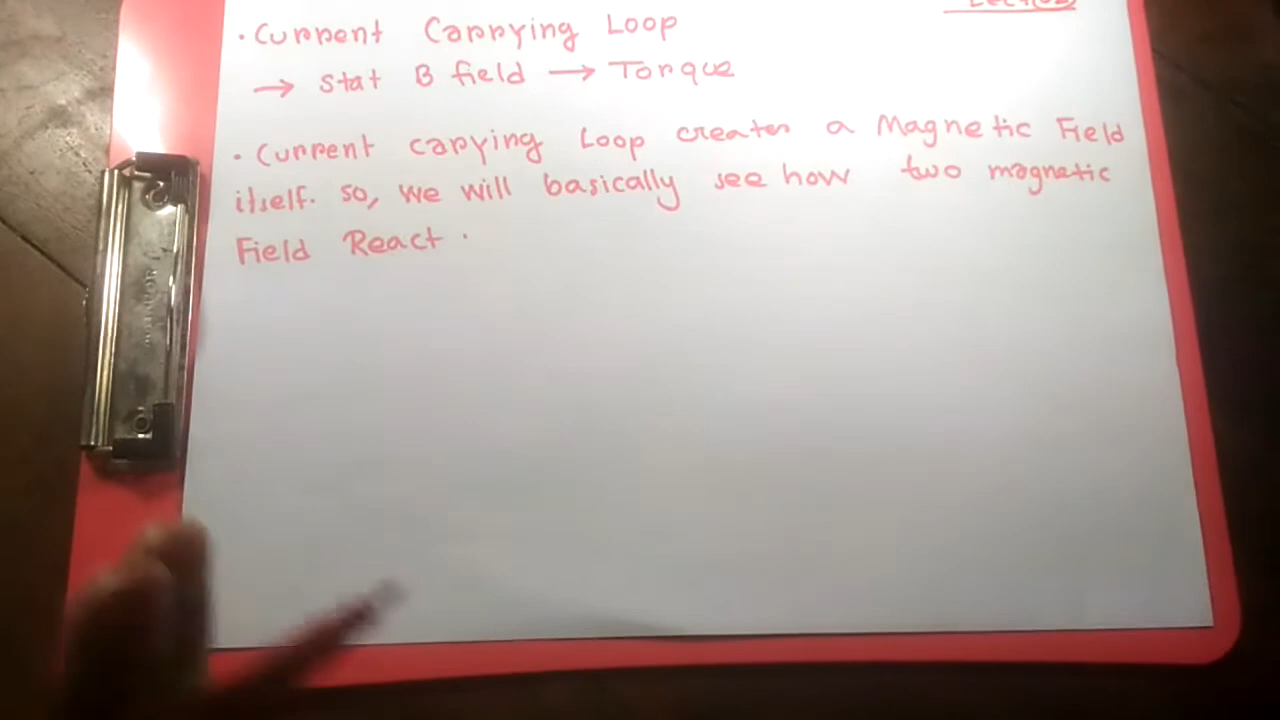 · Current Carrying Loop
→ Stat B field → Torque
· Current carying Loop creates a Magnetic Field
itself. so, we will basically see how two magnetic
Field React.